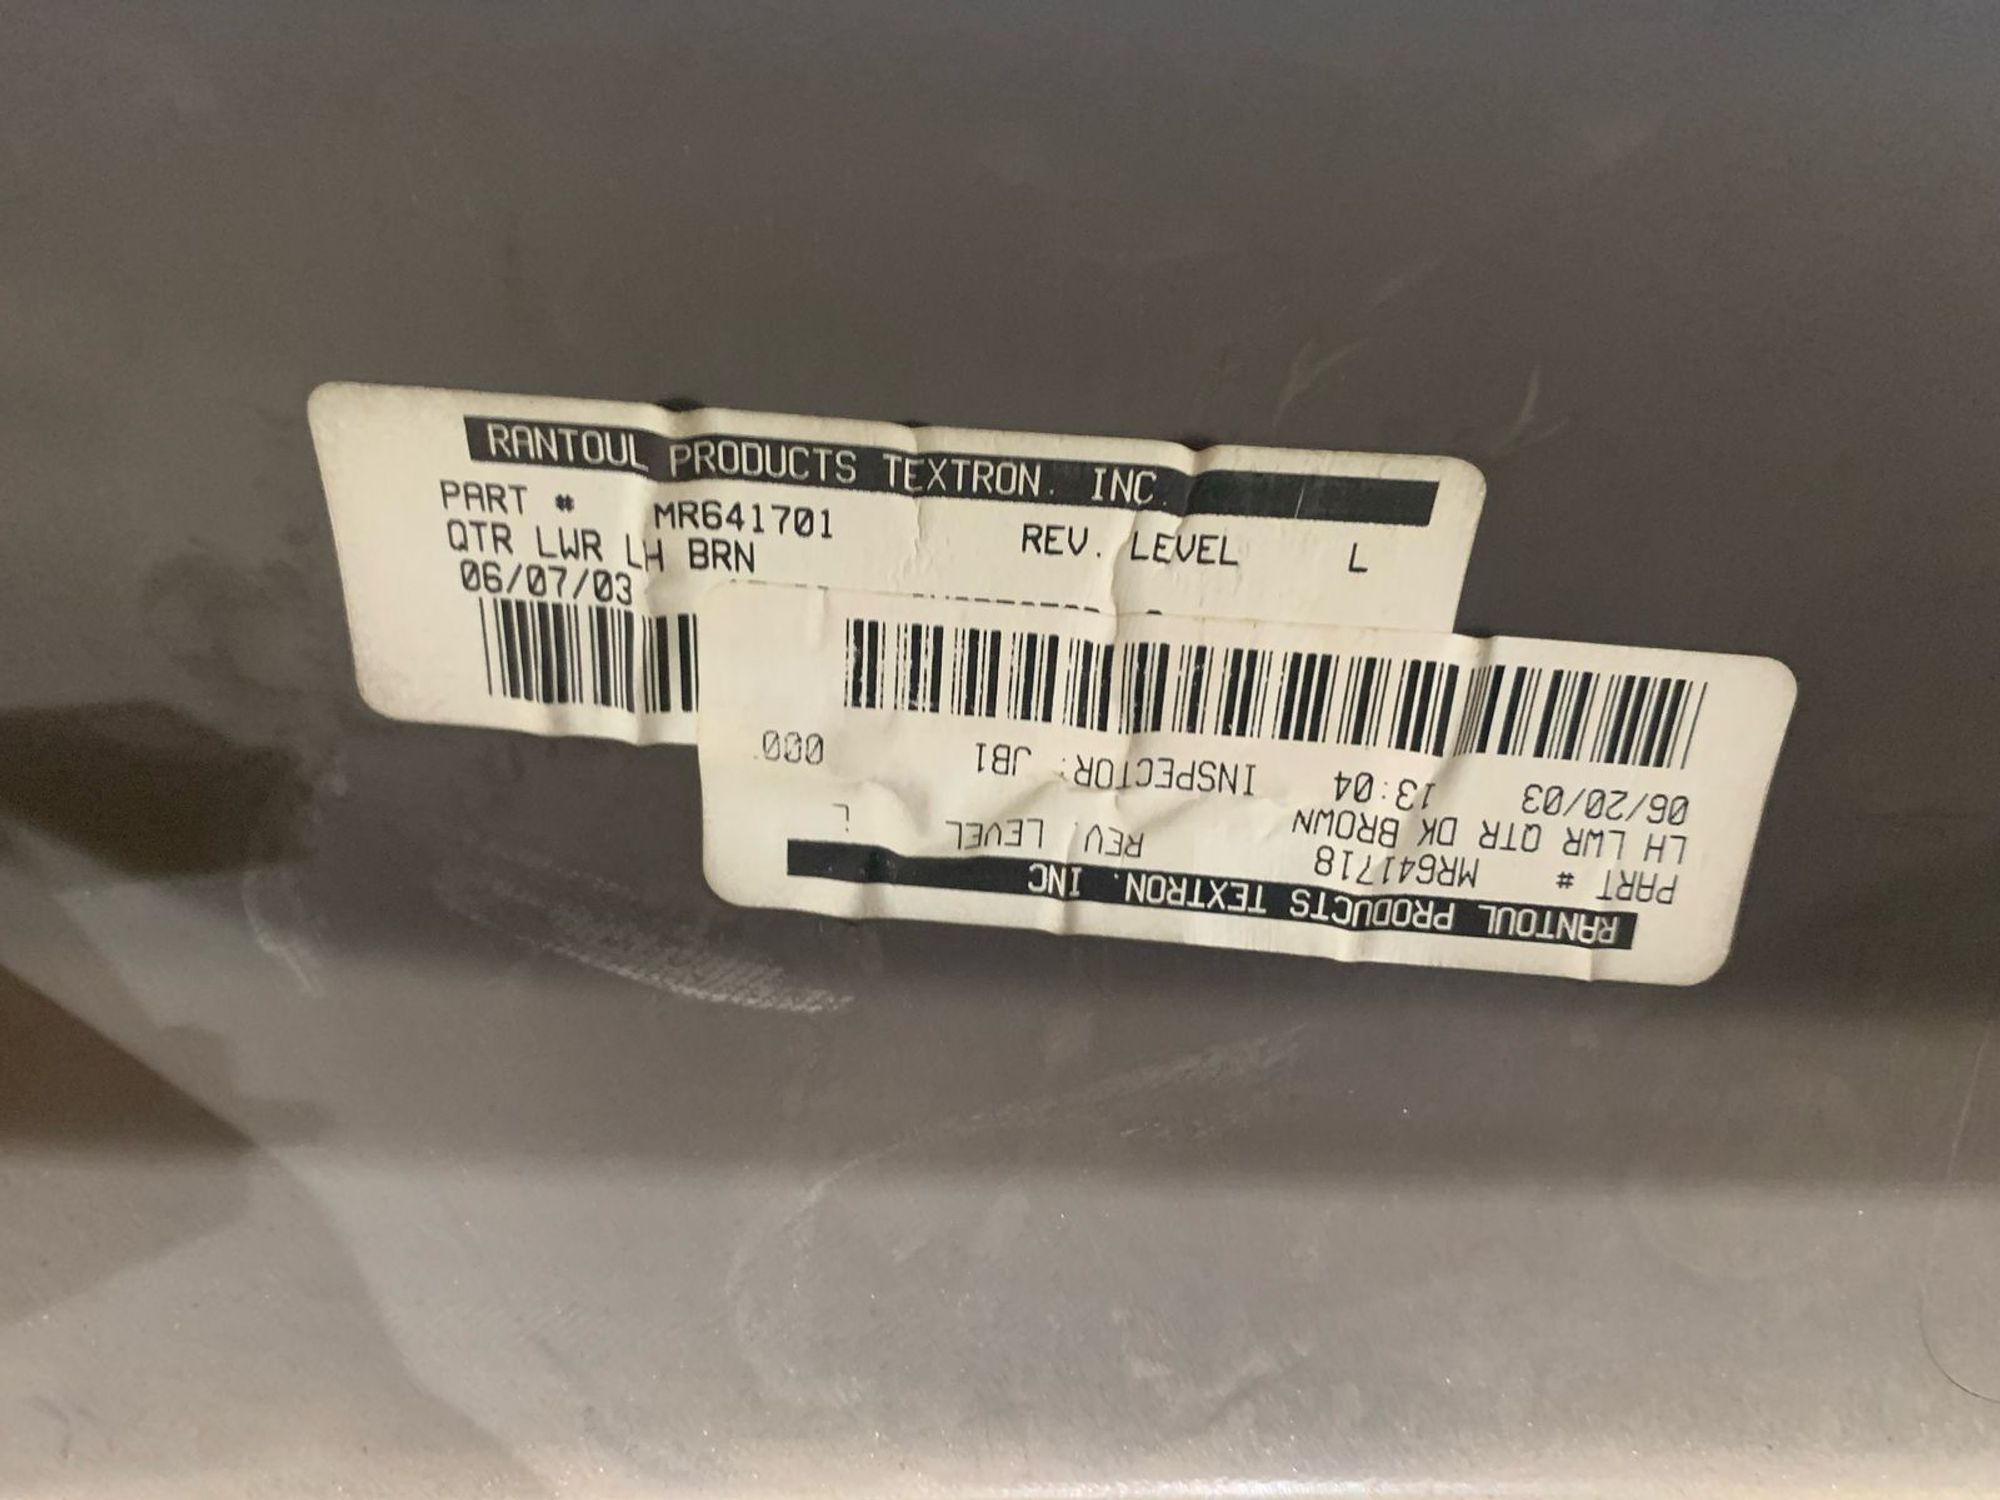 RANTOUL PRODUCTS TEXTRON. INC.
PART # MR641701 REV. LEVEL L
QTR LWR LH BRN
06/07/03
RANTOUL PRODUCTS TEXTRON. INC
PART # MR641718 REV. LEVEL L
LH LWR QTR DK BROWN
06/20/03 13:04 INSPECTOR: JB1 000